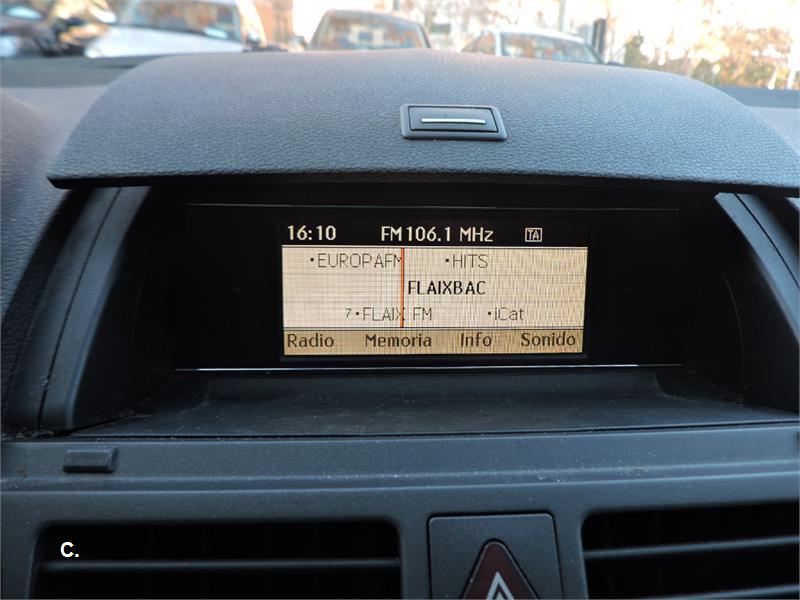 16:10 FM 106.1 MHz TA
•EUROPAFM •HITS
FLAIXBAC
7•FLAIX FM •iCat
Radio Memoria Info Sonido
C.